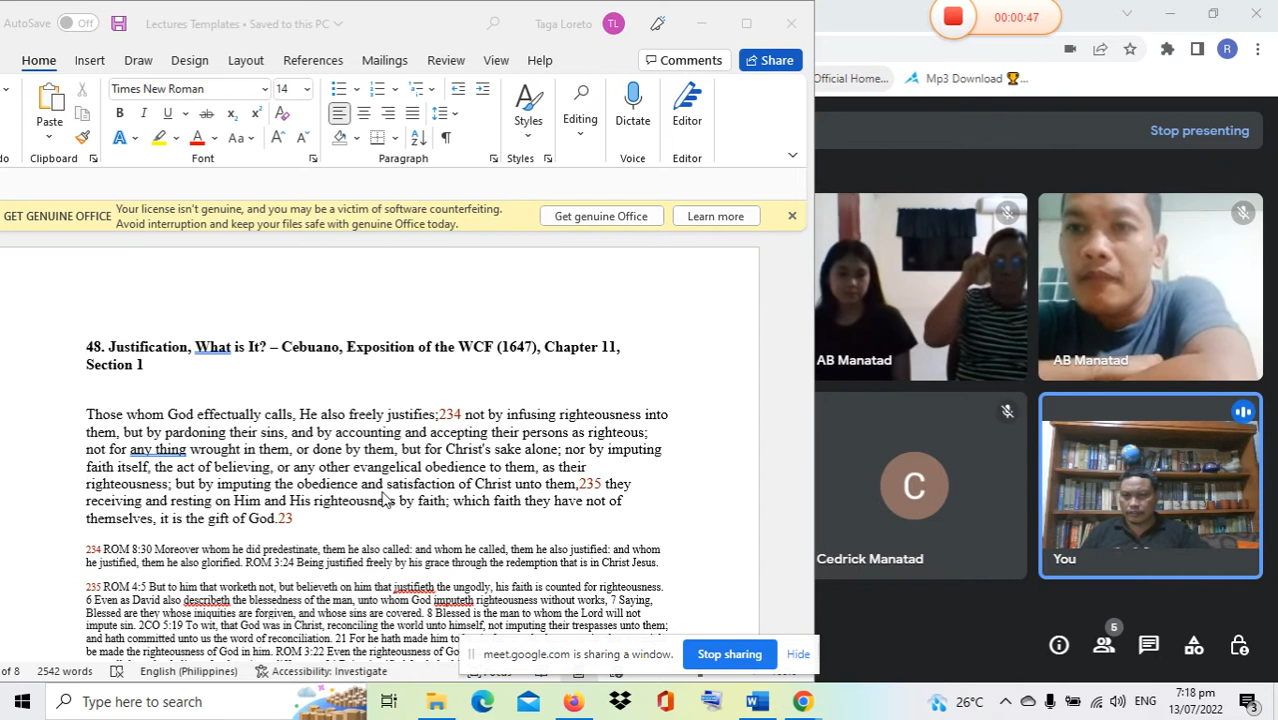 AutoSave Off Lectures Templates • Saved to this PC Taga Loreto TL
00:00:47
Home Insert Draw Design Layout References Mailings Review View Help Comments Share
R
Official Home... Mp3 Download
Times New Roman 14
Paste
Styles Editing Dictate Editor
Clipboard Font Paragraph Styles Voice Editor
Stop presenting
GET GENUINE OFFICE Your license isn't genuine, and you may be a victim of software counterfeiting.
Avoid interruption and keep your files safe with genuine Office today.
Get genuine Office Learn more
48. Justification, What is It? – Cebuano, Exposition of the WCF (1647), Chapter 11,
Section 1
Those whom God effectually calls, He also freely justifies;234 not by infusing righteousness into
them, but by pardoning their sins, and by accounting and accepting their persons as righteous;
not for any thing wrought in them, or done by them, but for Christ's sake alone; nor by imputing
faith itself, the act of believing, or any other evangelical obedience to them, as their
righteousness; but by imputing the obedience and satisfaction of Christ unto them,235 they
receiving and resting on Him and His righteousness by faith; which faith they have not of
themselves, it is the gift of God.23
234 ROM 8:30 Moreover whom he did predestinate, them he also called: and whom he called, them he also justified: and whom
he justified, them he also glorified. ROM 3:24 Being justified freely by his grace through the redemption that is in Christ Jesus.
235 ROM 4:5 But to him that worketh not, but believeth on him that justifieth the ungodly, his faith is counted for righteousness.
6 Even as David also describeth the blessedness of the man, unto whom God imputeth righteousness without works, 7 Saying,
Blessed are they whose iniquities are forgiven, and whose sins are covered. 8 Blessed is the man to whom the Lord will not
impute sin. 2CO 5:19 To wit, that God was in Christ, reconciling the world unto himself, not imputing their trespasses unto them;
and hath committed unto us the word of reconciliation. 21 For he hath made him to
be made the righteousness of God in him. ROM 3:22 Even the righteousness of G
AB Manatad
AB Manatad
C
Cedrick Manatad
You
5
meet.google.com is sharing a window. Stop sharing Hide
of 8 2542 words English (Philippines) Accessibility: Investigate
Type here to search
26°C ENG 7:18 pm
13/07/2022
3